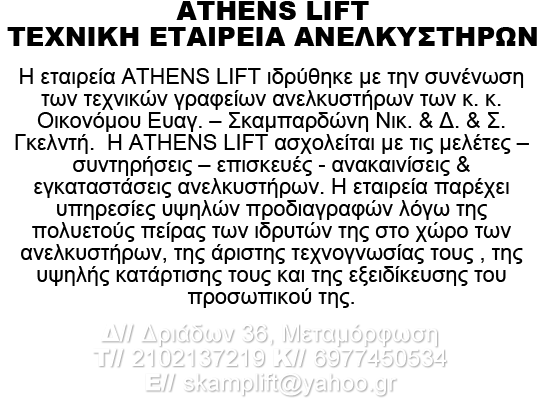 ATHENS LIFT
ΤΕΧΝΙΚΗ ΕΤΑΙΡΕΙΑ ΑΝΕΛΚΥΣΤΗΡΩΝ
Η εταιρεία ATHENS LIFT ιδρύθηκε με την συνένωση
των τεχνικών γραφείων ανελκυστήρων των κ. κ.
Οικονόμου Ευαγ. – Σκαμπαρδώνη Νικ. & Δ. & Σ.
Γκελντή.  Η ATHENS LIFT ασχολείται με τις μελέτες –
συντηρήσεις – επισκευές - ανακαινίσεις &
εγκαταστάσεις ανελκυστήρων. Η εταιρεία παρέχει
υπηρεσίες υψηλών προδιαγραφών λόγω της
πολυετούς πείρας των ιδρυτών της στο χώρο των
ανελκυστήρων, της άριστης τεχνογνωσίας τους , της
υψηλής κατάρτισης τους και της εξειδίκευσης του
προσωπικού της.
Δ// Δριάδων 36, Μεταμόρφωση
Τ// 2102137219 Κ// 6977450534
E// skamplift@yahoo.gr